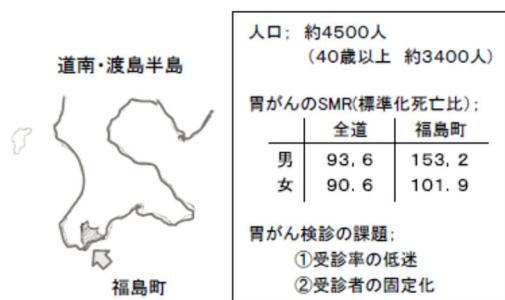 道南・渡島半島
福島町
人口； 約4500人
（40歳以上 約3400人）
胃がんのSMR(標準化死亡比)；
全道 福島町
男 93，6 153，2
女 90．6 101．9
胃がん検診の課題；
①受診率の低迷
②受診者の固定化